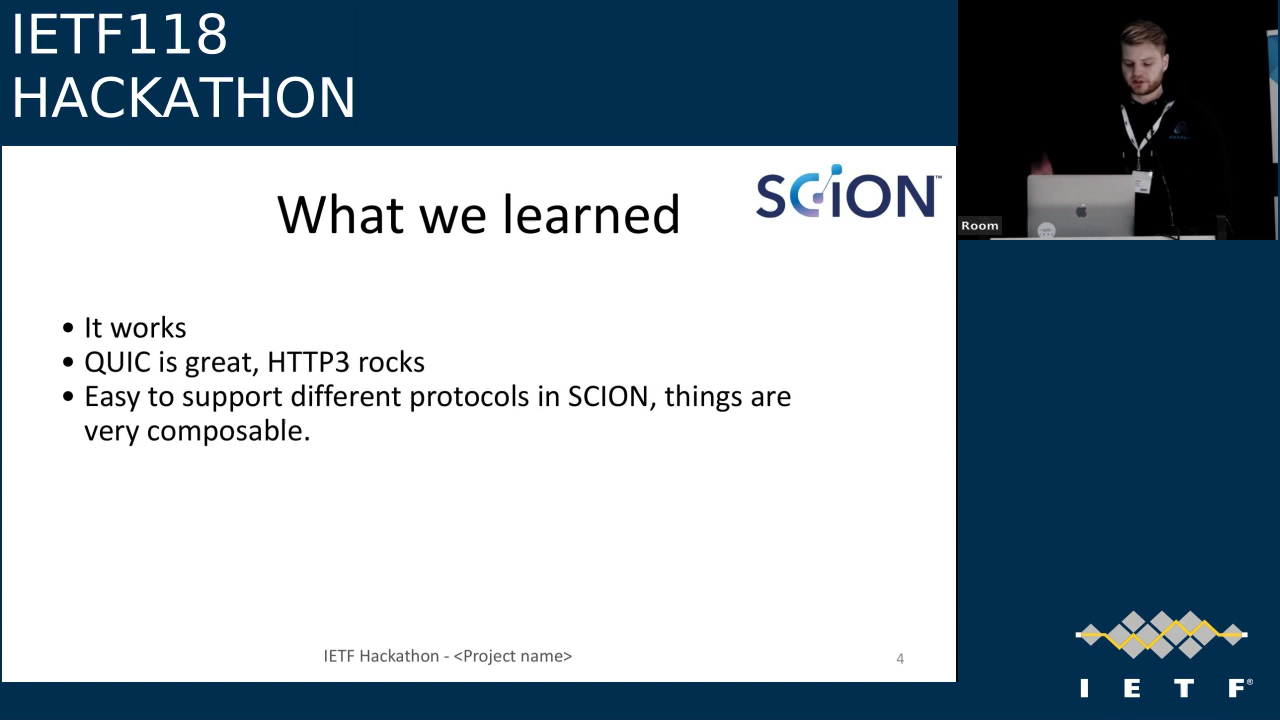 IETF118
HACKATHON
SCiON™
What we learned
• It works
• QUIC is great, HTTP3 rocks
• Easy to support different protocols in SCION, things are
very composable.
IETF Hackathon - <Project name>
4
Room
I E T F®